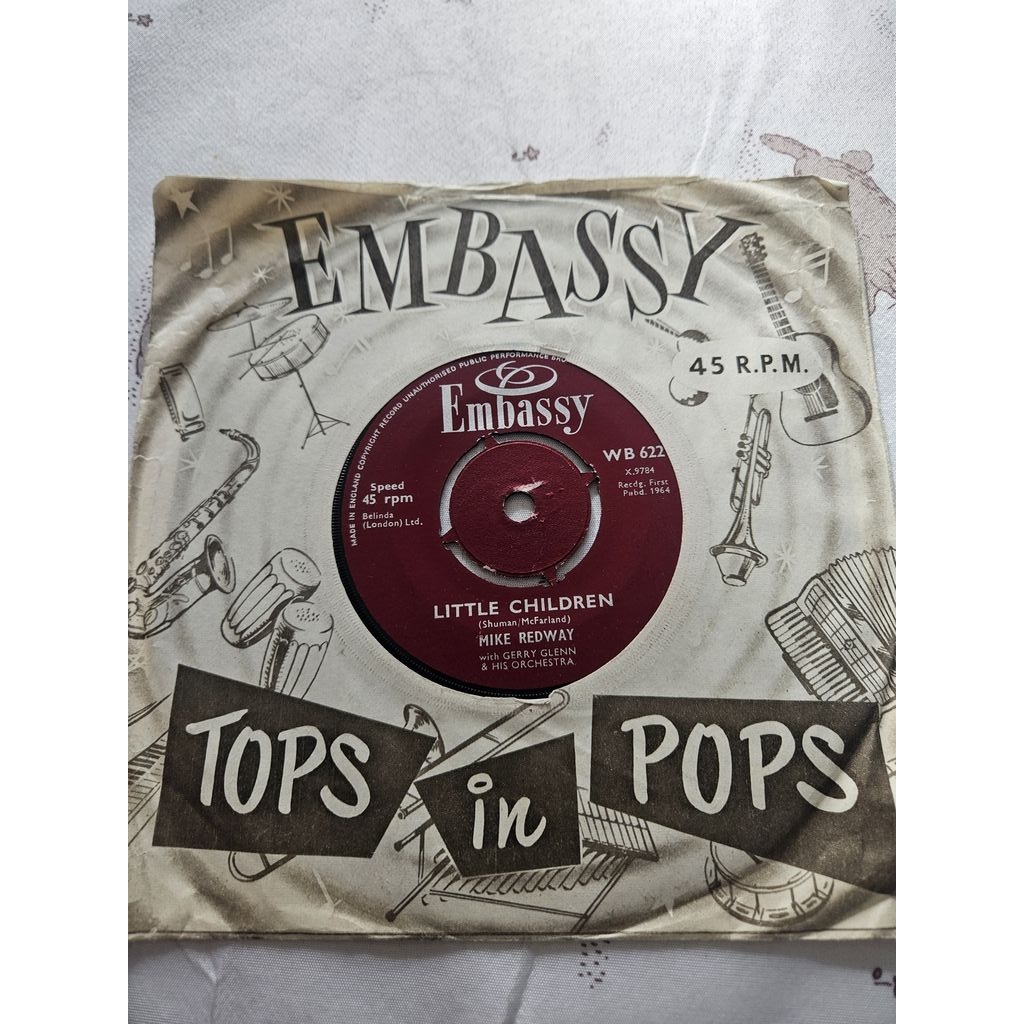 EMBASSY
45 R.P.M.
MADE IN ENGLAND COPYRIGHT RECORD UNAUTHORISED PUBLIC PERFORMANCE BRO
Embassy
WB 622
X.9784
Recdg. First
Pubd. 1964
Speed
45 rpm
Belinda
(London) Ltd.
LITTLE CHILDREN
(Shuman/McFarland)
MIKE REDWAY
with GERRY GLENN
& HIS ORCHESTRA
TOPS in POPS